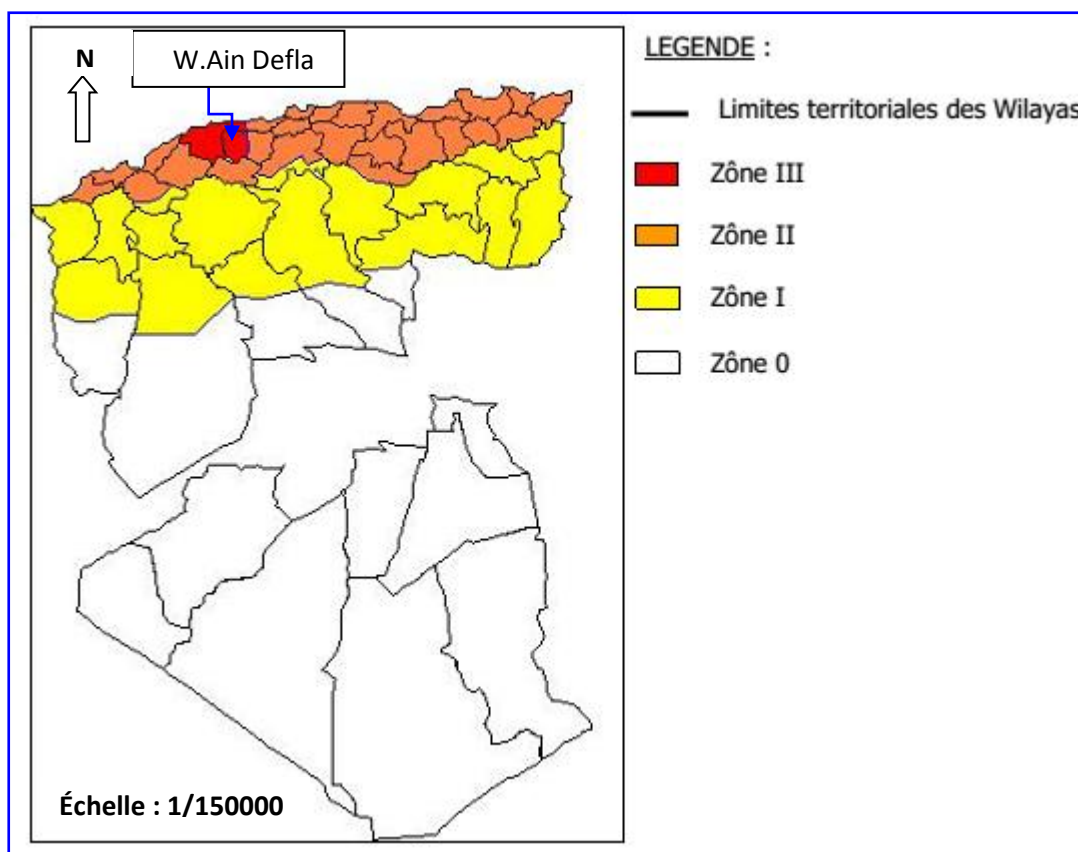 N
W.Ain Defla
Échelle : 1/150000
LEGENDE :
Limites territoriales des Wilayas
Zône III
Zône II
Zône I
Zône 0